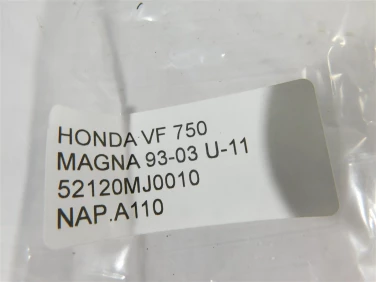 HONDA VF 750
MAGNA 93-03 U-11
52120MJ0010
NAP.A110